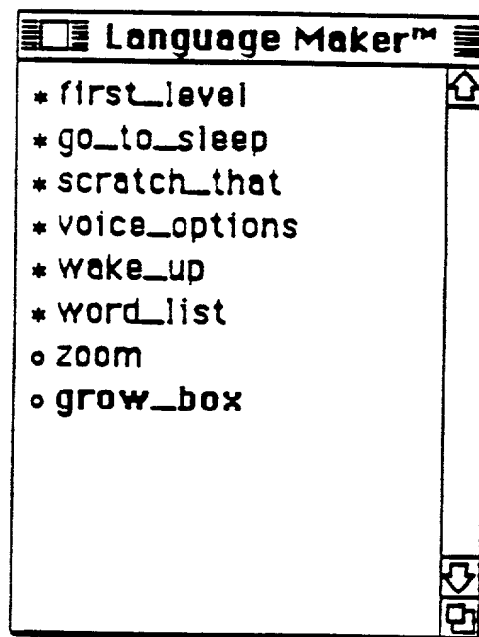 Language Maker™
* first_level
* go_to_sleep
* scratch_that
* voice_options
* wake_up
* word_list
o zoom
o grow_box